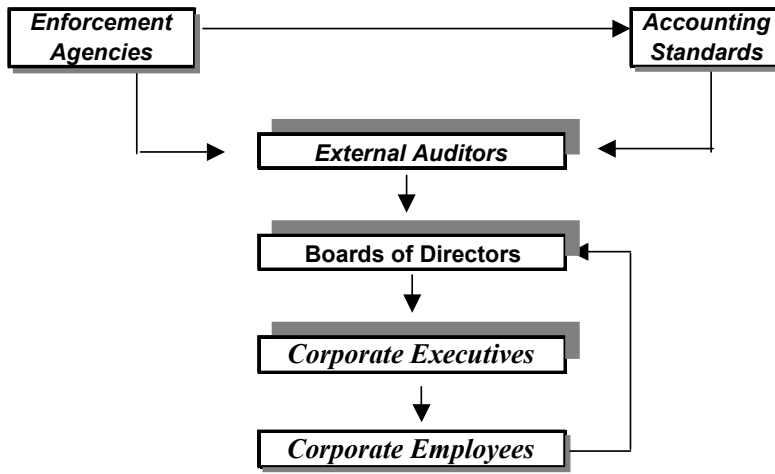 Enforcement
Agencies
Accounting
Standards
External Auditors
Boards of Directors
Corporate Executives
Corporate Employees